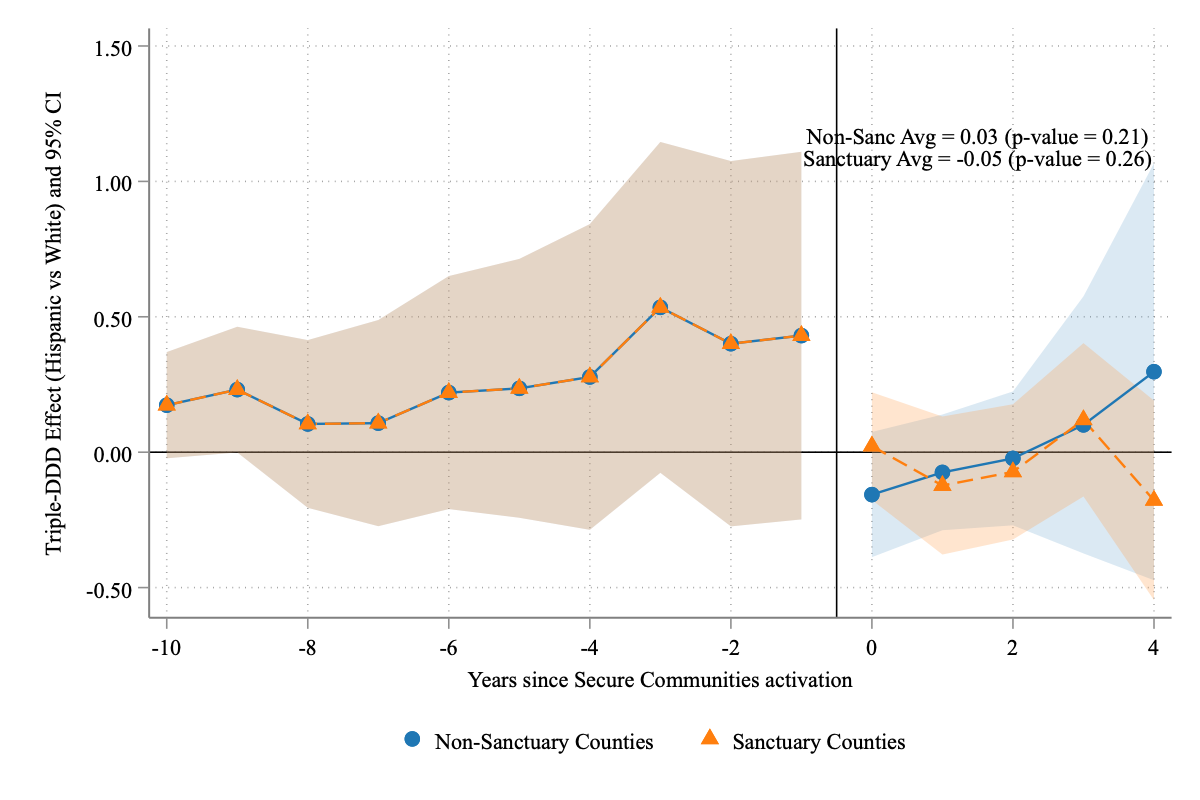 Triple-DDD Effect (Hispanic vs White) and 95% CI
1.50
1.00
0.50
0.00
-0.50
Non-Sanc Avg = 0.03 (p-value = 0.21)
Sanctuary Avg = -0.05 (p-value = 0.26)
-10 -8 -6 -4 -2 0 2 4
Years since Secure Communities activation
Non-Sanctuary Counties Sanctuary Counties